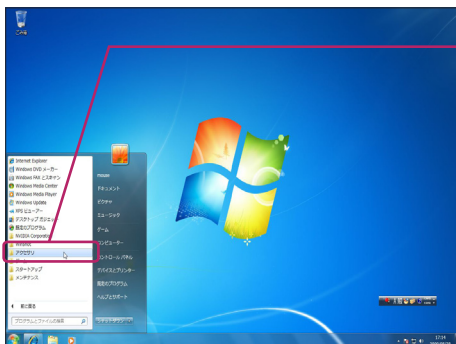 ごみ箱
Internet Explorer
Windows DVD メーカー
Windows FAX とスキャン
Windows Media Center
Windows Media Player
Windows Update
XPS ビューアー
デスクトップ ガジェット
既定のプログラム
NVIDIA Corporation
アクセサリ
ゲーム
スタートアップ
メンテナンス
前に戻る
プログラムとファイルの検索
mouse
ドキュメント
ピクチャ
ミュージック
ゲーム
コンピューター
コントロール パネル
デバイスとプリンター
既定のプログラム
ヘルプとサポート
17:14